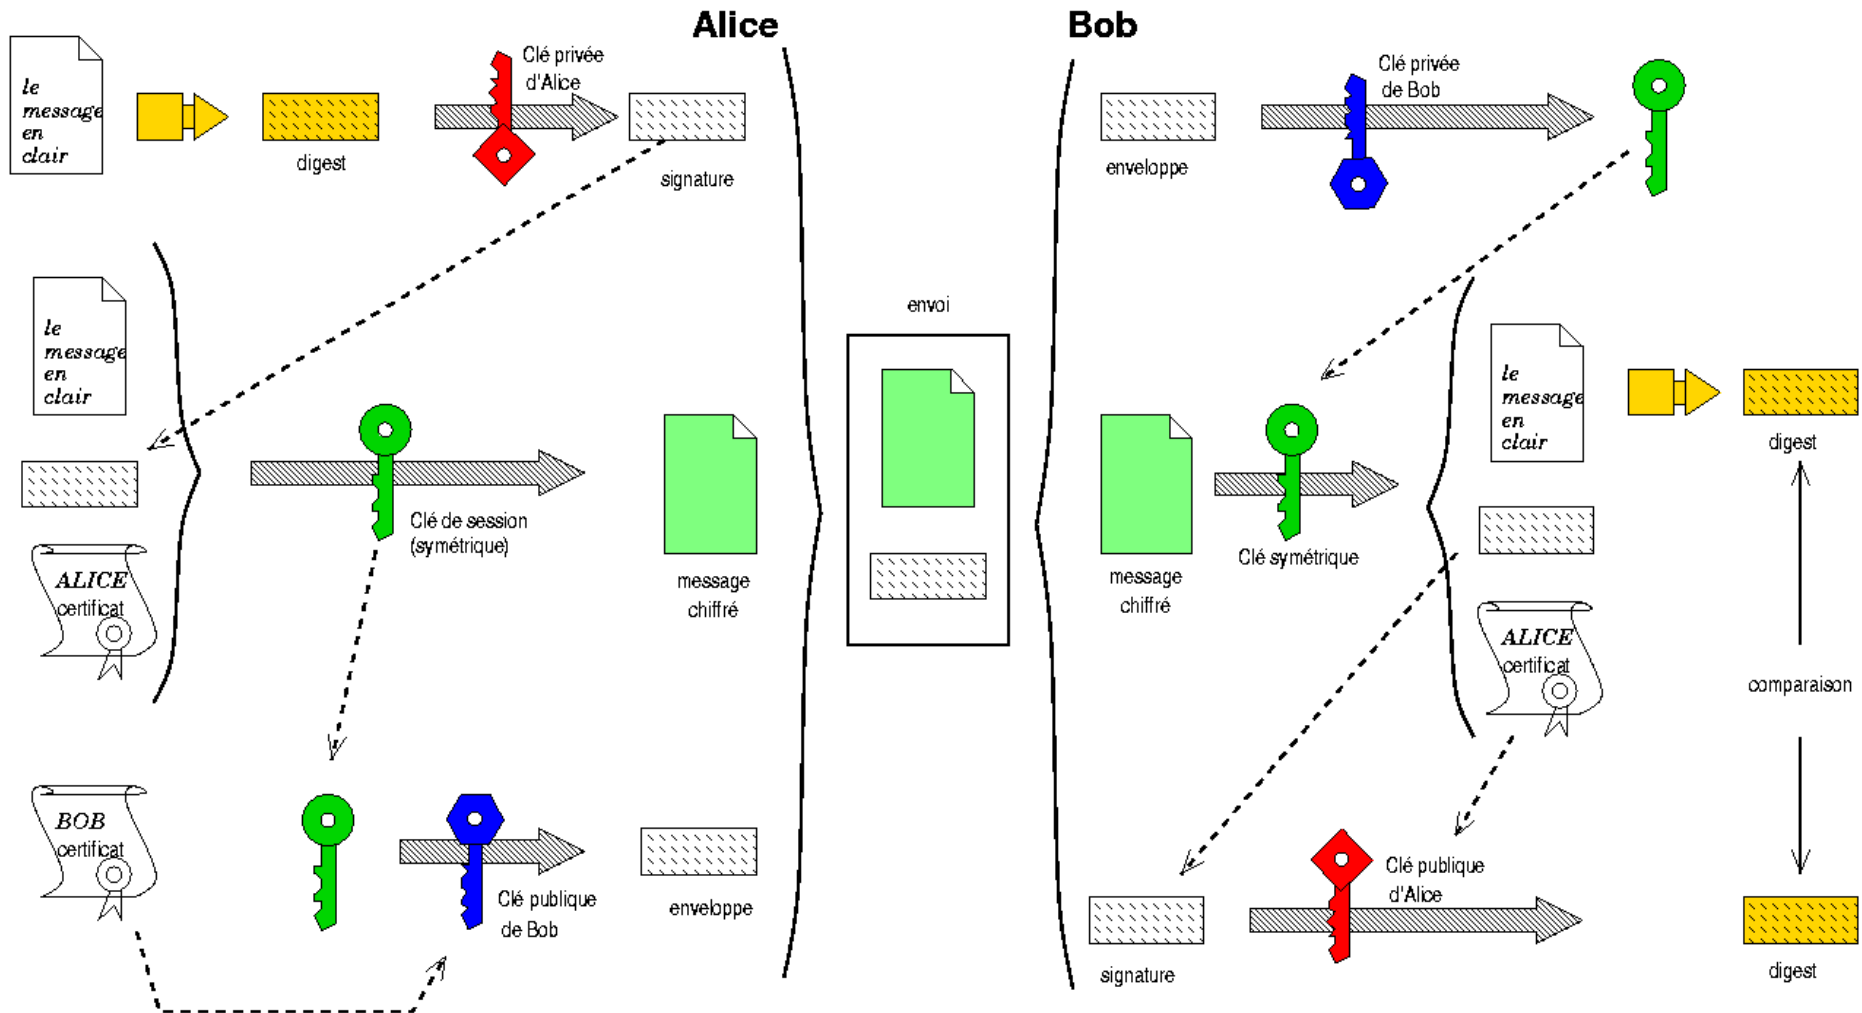 Alice
Bob
le
message
en
clair
digest
Clé privée
d'Alice
signature
le
message
en
clair
ALICE
certificat
Clé de session
(symétrique)
message
chiffré
BOB
certificat
Clé publique
de Bob
enveloppe
envoi
enveloppe
Clé privée
de Bob
message
chiffré
Clé symétrique
le
message
en
clair
digest
ALICE
certificat
comparaison
signature
Clé publique
d'Alice
digest